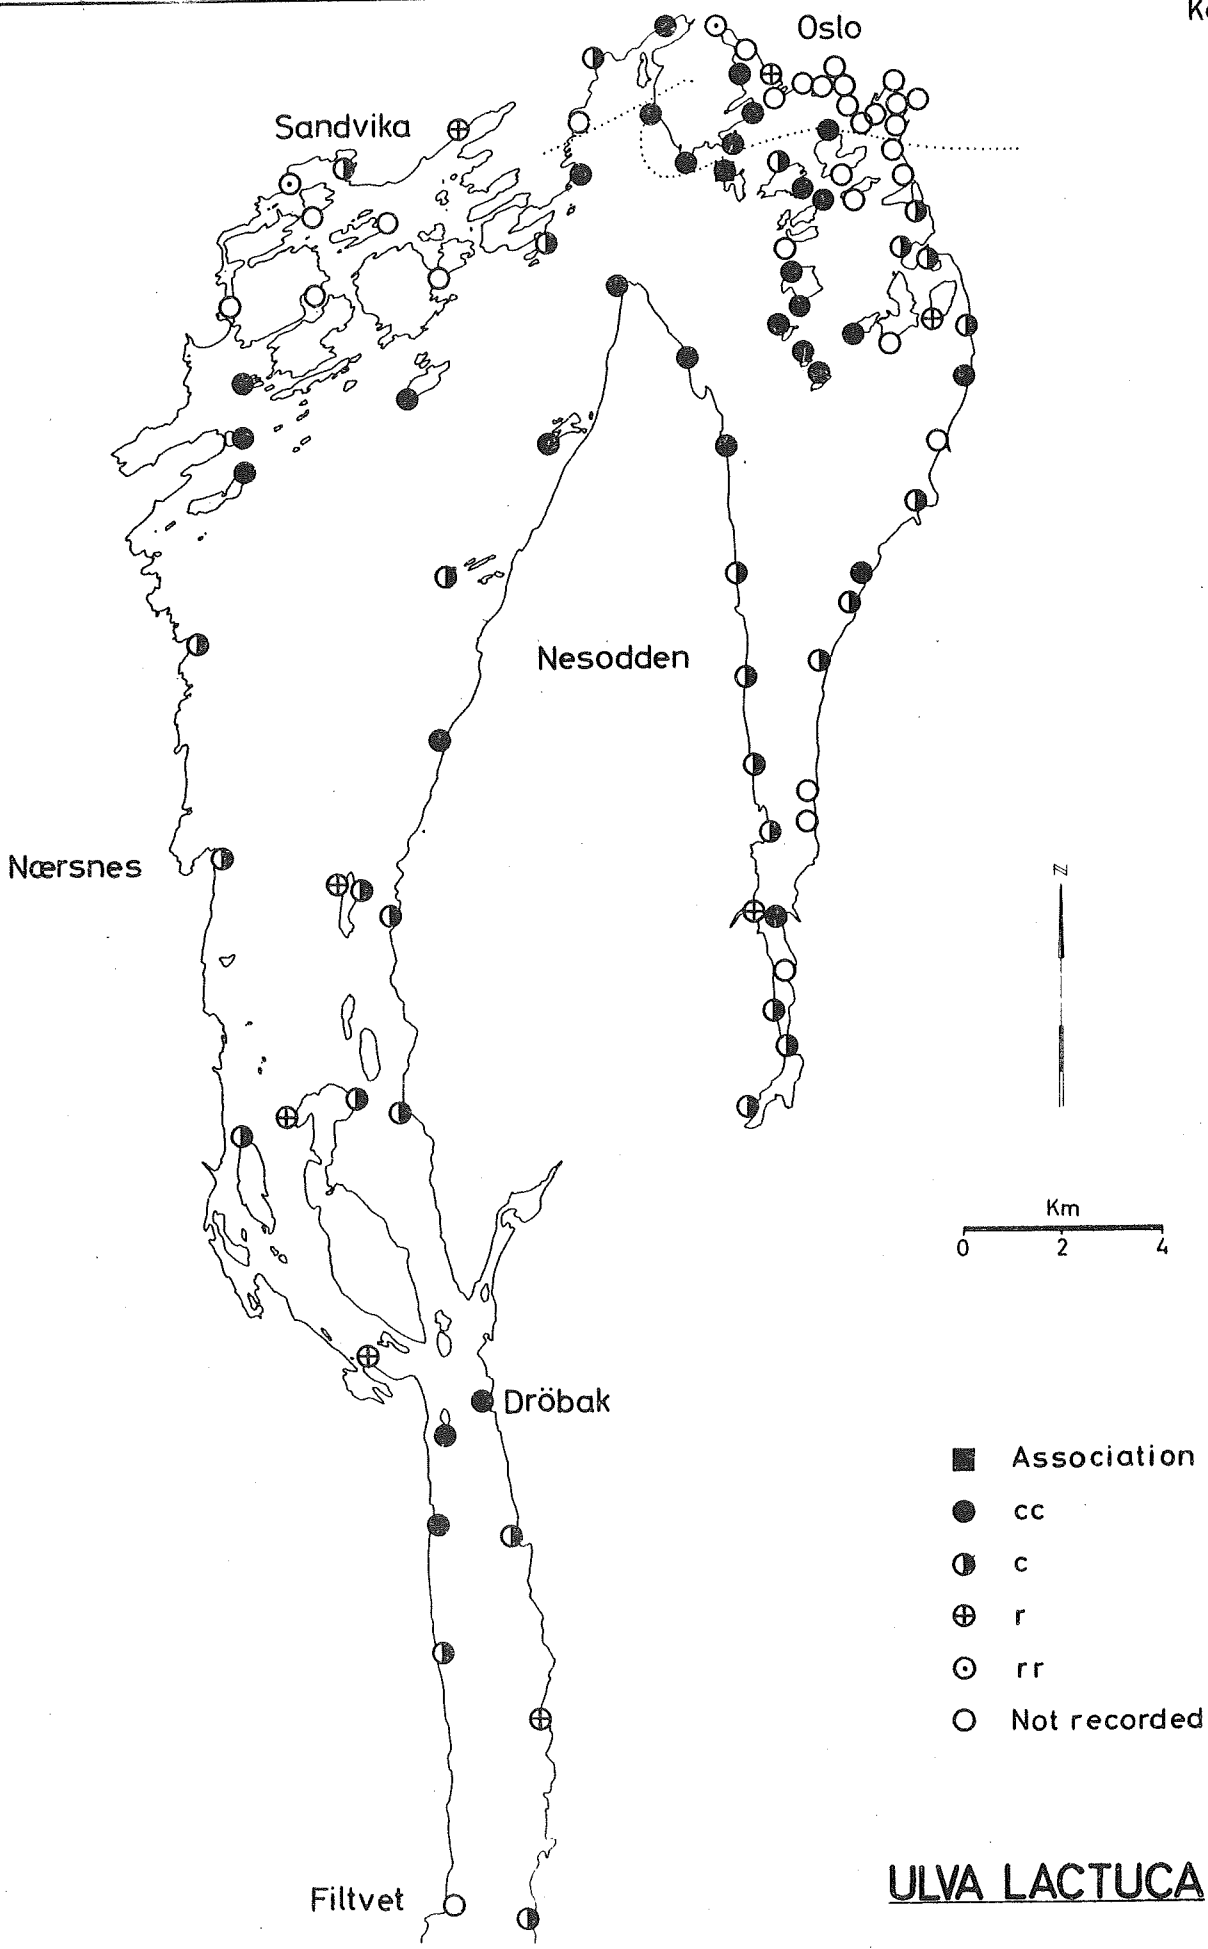 Oslo
Sandvika
Nesodden
Nærsnes
N
Km
0 2 4
Dröbak
Association
cc
c
r
rr
Not recorded
Filtvet
ULVA LACTUCA